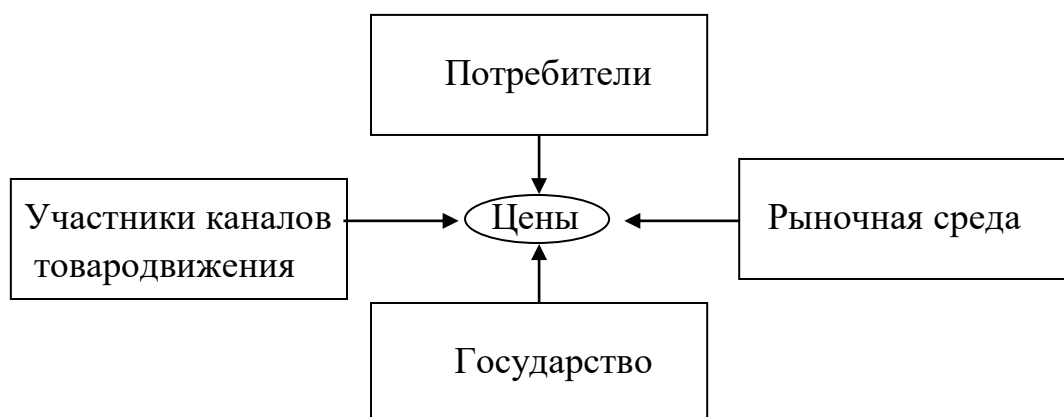 Потребители
Участники каналов
товародвижения
Цены
Рыночная среда
Государство